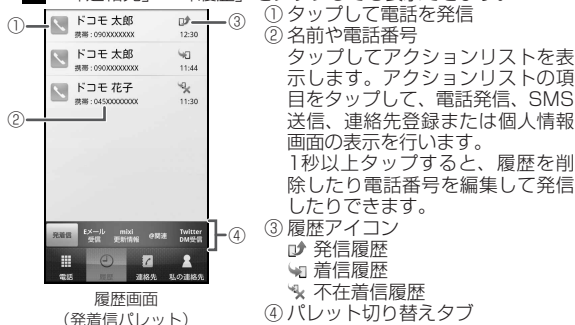 ①
ドコモ 太郎
携帯：090XXXXXXXX
12:30
③
ドコモ 太郎
携帯：090XXXXXXXX
11:44
ドコモ 花子
携帯：045XXXXXXXX
11:30
②
発着信
Eメール
受信
mixi
更新情報
@関連
Twitter
DM受信
④
電話
連絡先
私の連絡先
履歴画面
（発着信パレット）
①タップして電話を発信
②名前や電話番号
タップしてアクションリストを表
示します。アクションリストの項
目をタップして、電話発信、SMS
送信、連絡先登録または個人情報
画面の表示を行います。
1秒以上タップすると、履歴を削
除したり電話番号を編集して発信
したりできます。
③履歴アイコン
発信履歴
着信履歴
不在着信履歴
④パレット切り替えタブ